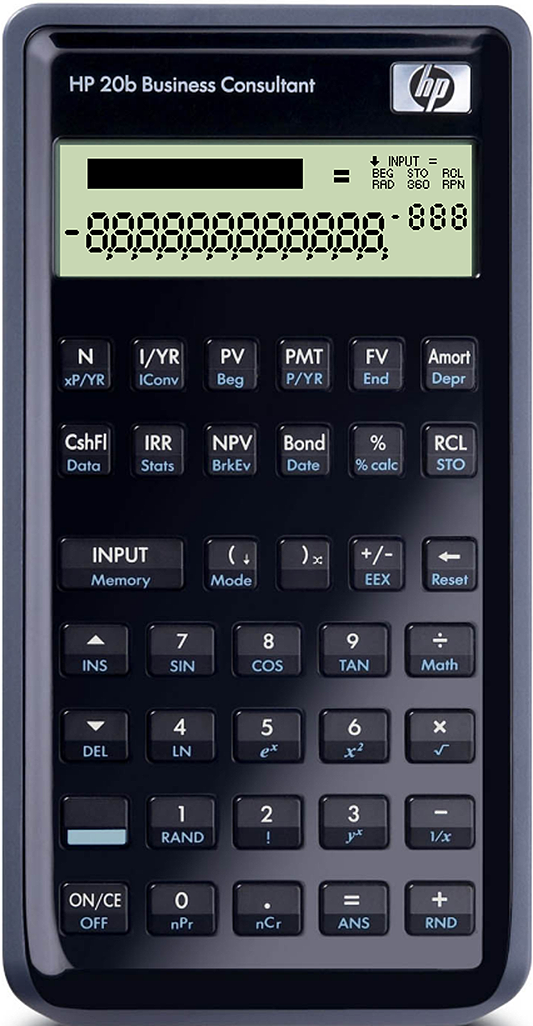 HP 20b Business Consultant
hp
= ↓ INPUT =
BEG STO RCL
RAD 360 RPN
-8,8,8,8,8,8,8,8,8,8,8,8, -888
N I/YR PV PMT FV Amort
xP/YR IConv Beg P/YR End Depr
CshFl IRR NPV Bond % RCL
Data Stats BrkEv Date % calc STO
INPUT (↓ )x: +/- ←
Memory Mode EEX Reset
▲ 7 8 9 ÷
INS SIN COS TAN Math
▼ 4 5 6 ×
DEL LN eˣ x² √
1 2 3 −
RAND ! yˣ 1/x
ON/CE 0 . = +
OFF nPr nCr ANS RND